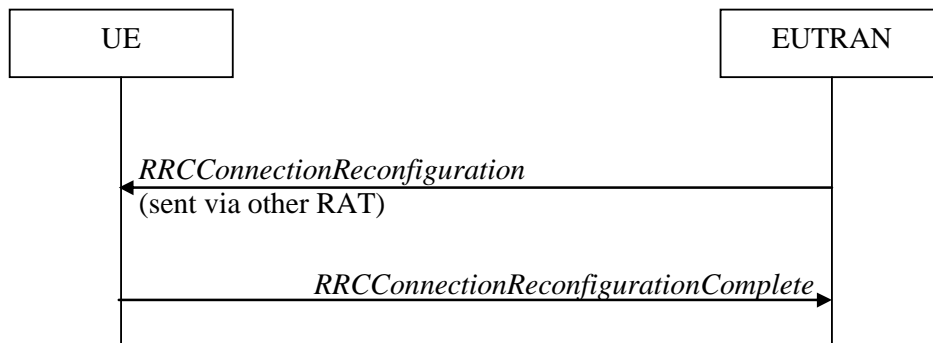 UE
EUTRAN
RRCConnectionReconfiguration
(sent via other RAT)
RRCConnectionReconfigurationComplete